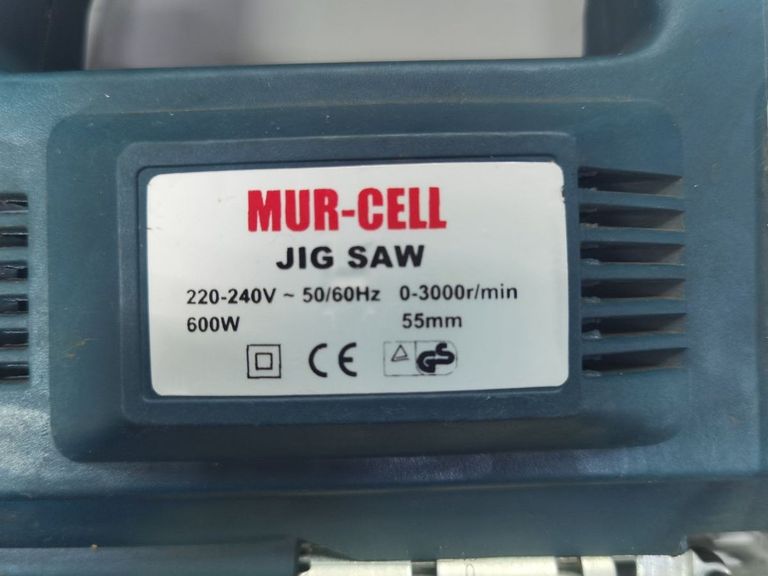 MUR-CELL
JIG SAW
220-240V ~ 50/60Hz 0-3000r/min
600W 55mm
CE GS